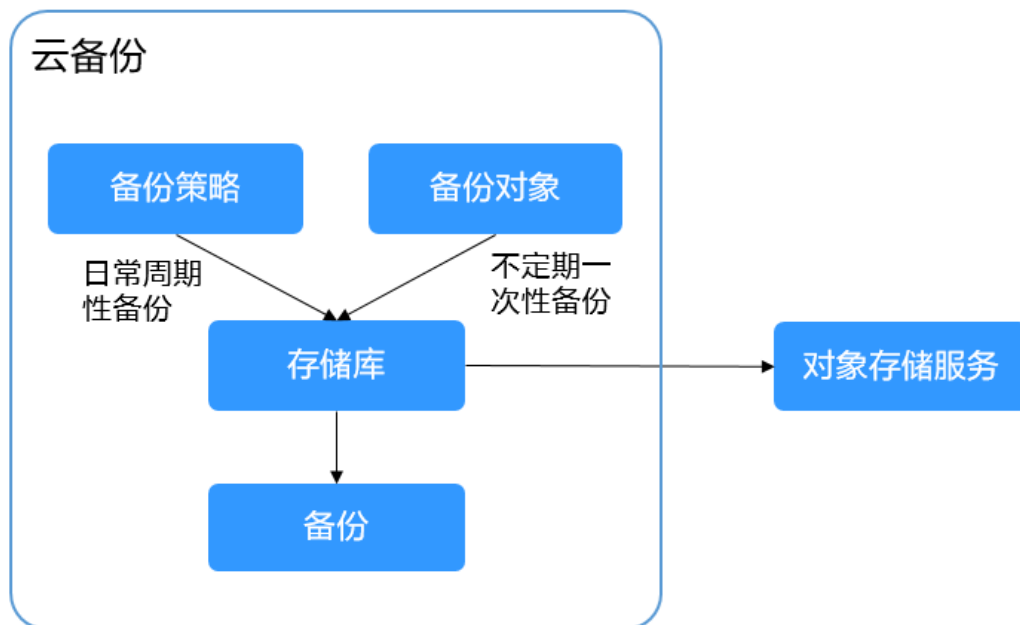 云备份
备份策略
备份对象
日常周期
性备份
不定期一
次性备份
存储库
对象存储服务
备份